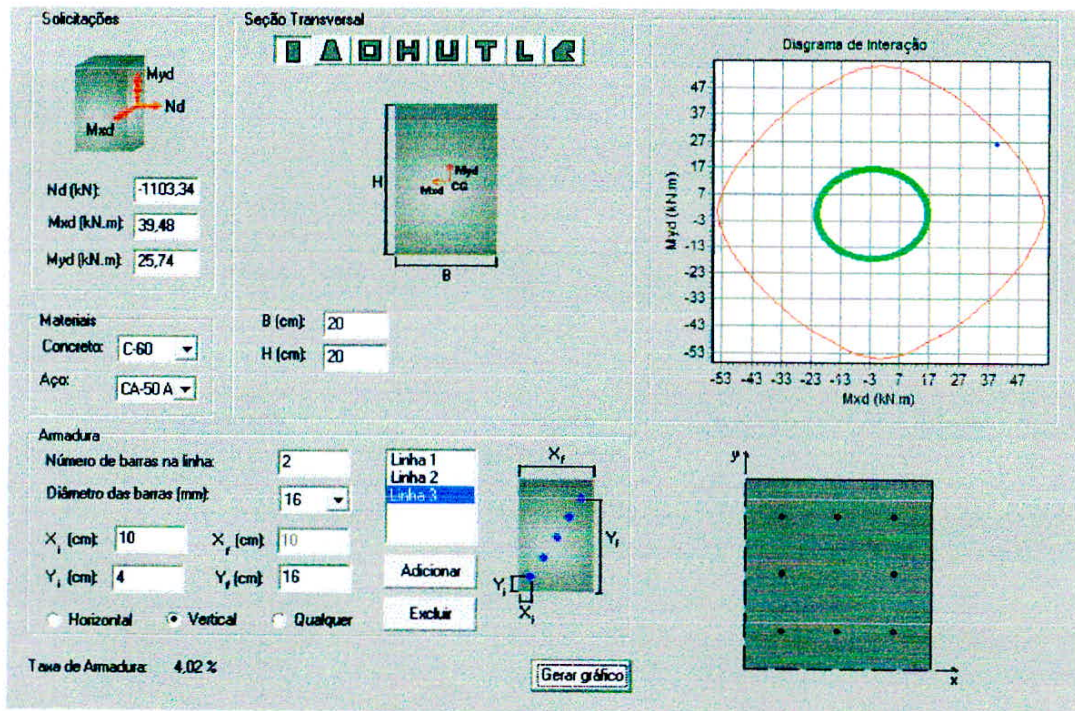 Solicitações
Myd
Nd
Mxd
Nd (kN): -1103,34
Mxd (kN.m): 39,48
Myd (kN.m): 25,74
Materiais
Concreto: C-60
Aço: CA-50 A
Seção Transversal
H
Myd
Mxd CG
B
B (cm): 20
H (cm): 20
Diagrama de Interação
Myd (kN.m)
47
37
27
17
7
-3
-13
-23
-33
-43
-53
-53 -43 -33 -23 -13 -3 7 17 27 37 47
Mxd (kN.m)
Armadura
Número de barras na linha: 2
Diâmetro das barras (mm): 16
Xi (cm): 10 Xf (cm): 10
Yi (cm): 4 Yf (cm): 16
Horizontal Vertical Qualquer
Linha 1
Linha 2
Linha 3
Adicionar
Excluir
Xf
Yf
Yi
Xi
Taxa de Armadura: 4,02 %
Gerar gráfico
y
x